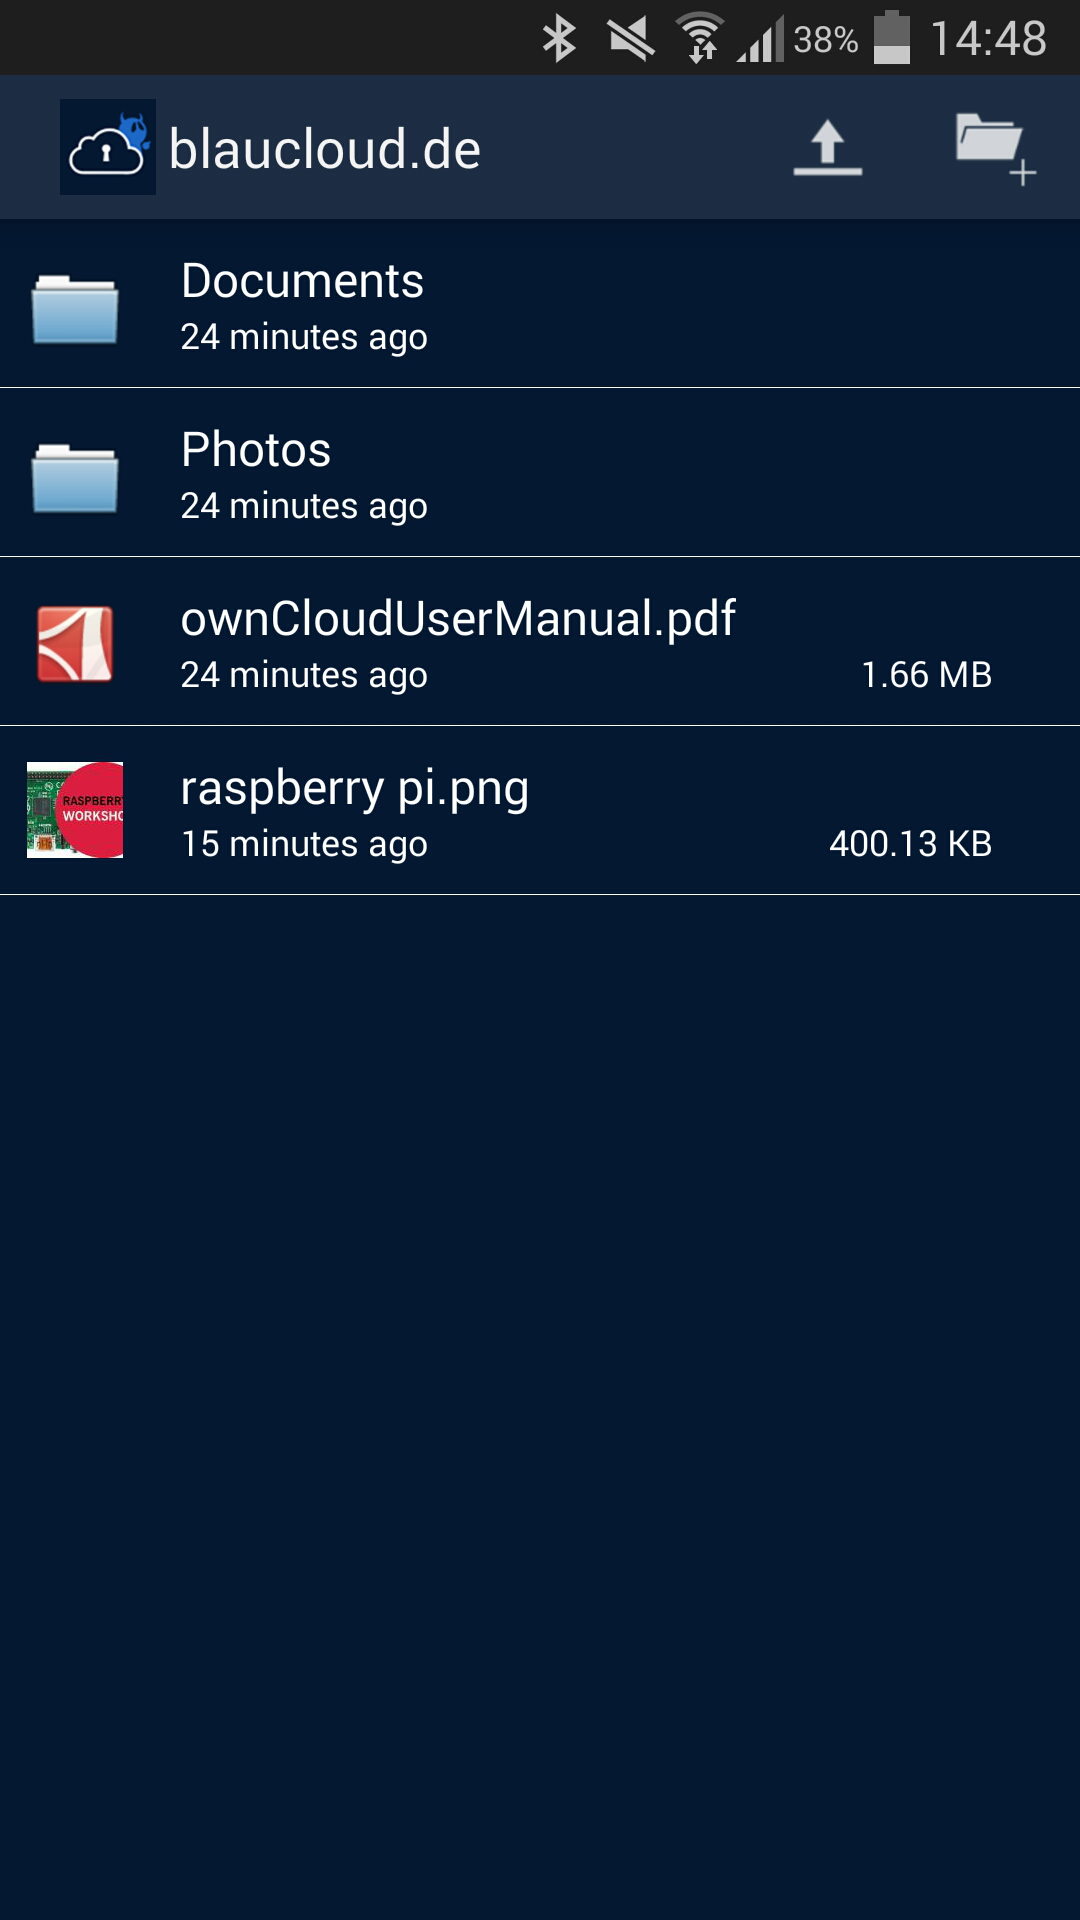 38% 14:48
blaucloud.de
Documents
24 minutes ago
Photos
24 minutes ago
ownCloudUserManual.pdf
24 minutes ago 1.66 MB
RASPBERRY
WORKSHO
raspberry pi.png
15 minutes ago 400.13 KB